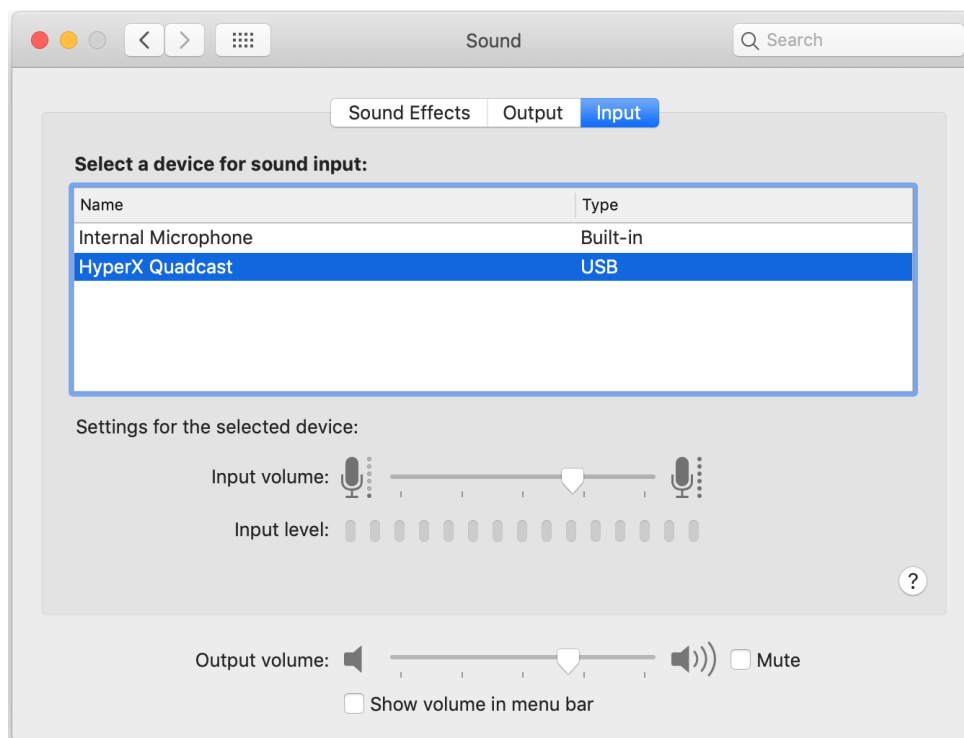 Sound
Search
Sound Effects Output Input
Select a device for sound input:
Name Type
Internal Microphone Built-in
HyperX Quadcast USB
Settings for the selected device:
Input volume:
Input level:
?
Output volume: Mute
Show volume in menu bar